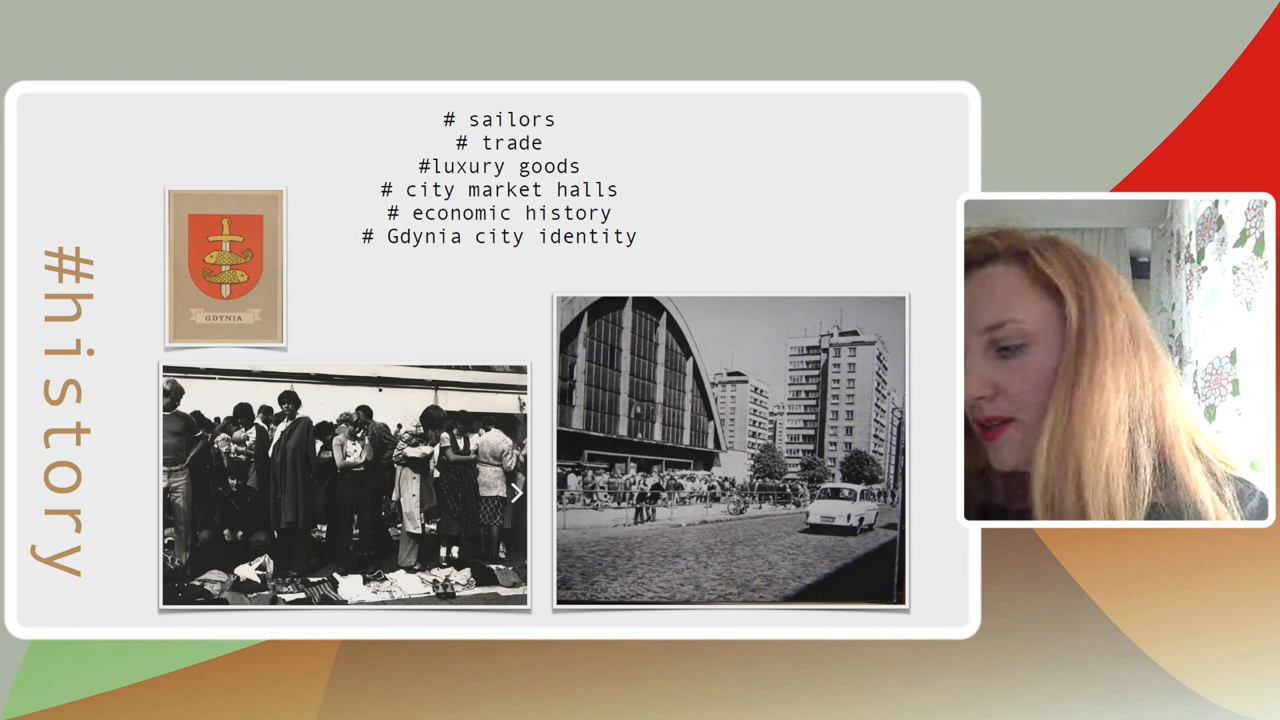 # sailors
# trade
#luxury goods
# city market halls
# economic history
# Gdynia city identity
#history
GDYNIA